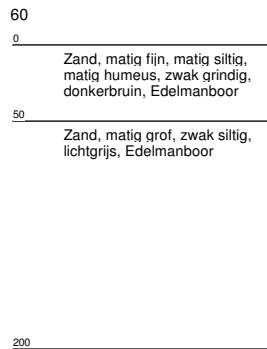 60
0
Zand, matig fijn, matig siltig,
matig humeus, zwak grindig,
donkerbruin, Edelmanboor
50
Zand, matig grof, zwak siltig,
lichtgrijs, Edelmanboor
200